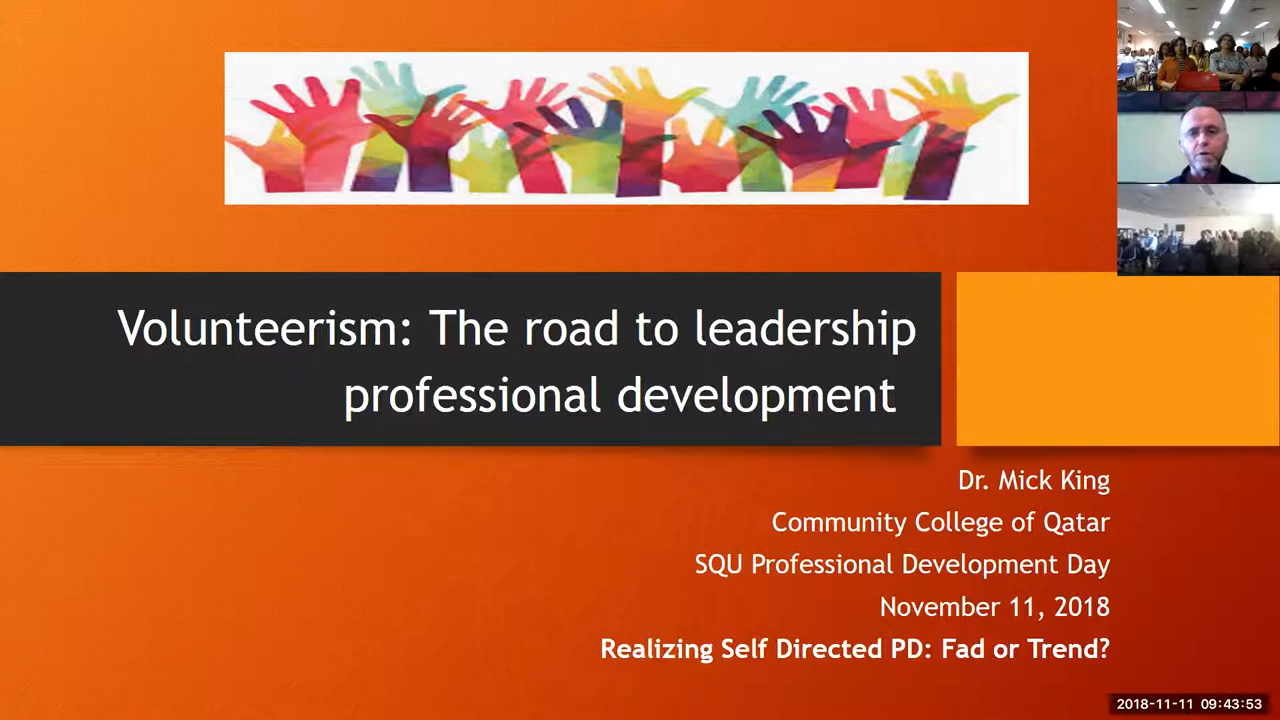 Volunteerism: The road to leadership
professional development
Dr. Mick King
Community College of Qatar
SQU Professional Development Day
November 11, 2018
Realizing Self Directed PD: Fad or Trend?
2018-11-11 09:43:53